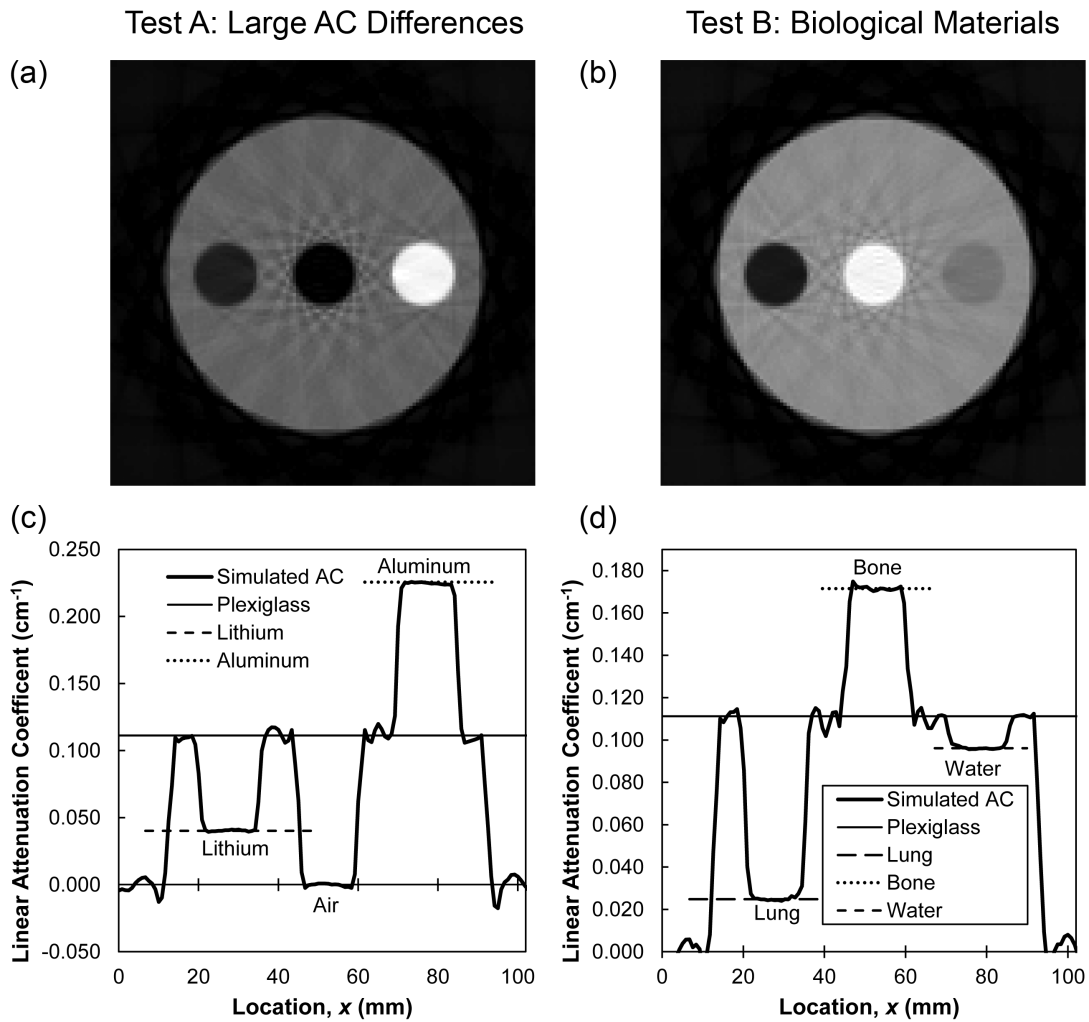 Test A: Large AC Differences
Test B: Biological Materials
(a)
(b)
(c)
Linear Attenuation Coefficent (cm-1)
0.250
0.200
0.150
0.100
0.050
0.000
-0.050
Simulated AC
Plexiglass
Lithium
Aluminum
Aluminum
Lithium
Air
0 20 40 60 80 100
Location, x (mm)
(d)
Linear Attenuation Coefficent (cm-1)
0.180
0.160
0.140
0.120
0.100
0.080
0.060
0.040
0.020
0.000
Bone
Water
Lung
Simulated AC
Plexiglass
Lung
Bone
Water
0 20 40 60 80 100
Location, x (mm)